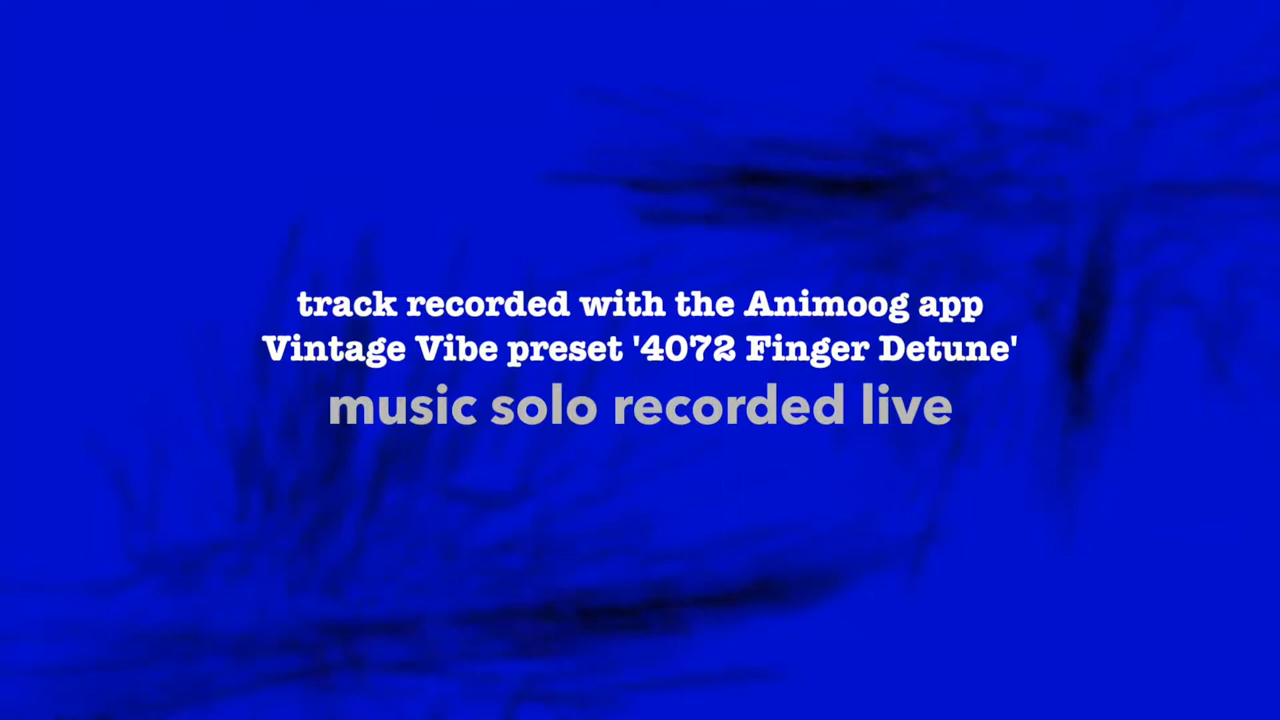 track recorded with the Animoog app
Vintage Vibe preset '4072 Finger Detune'
music solo recorded live